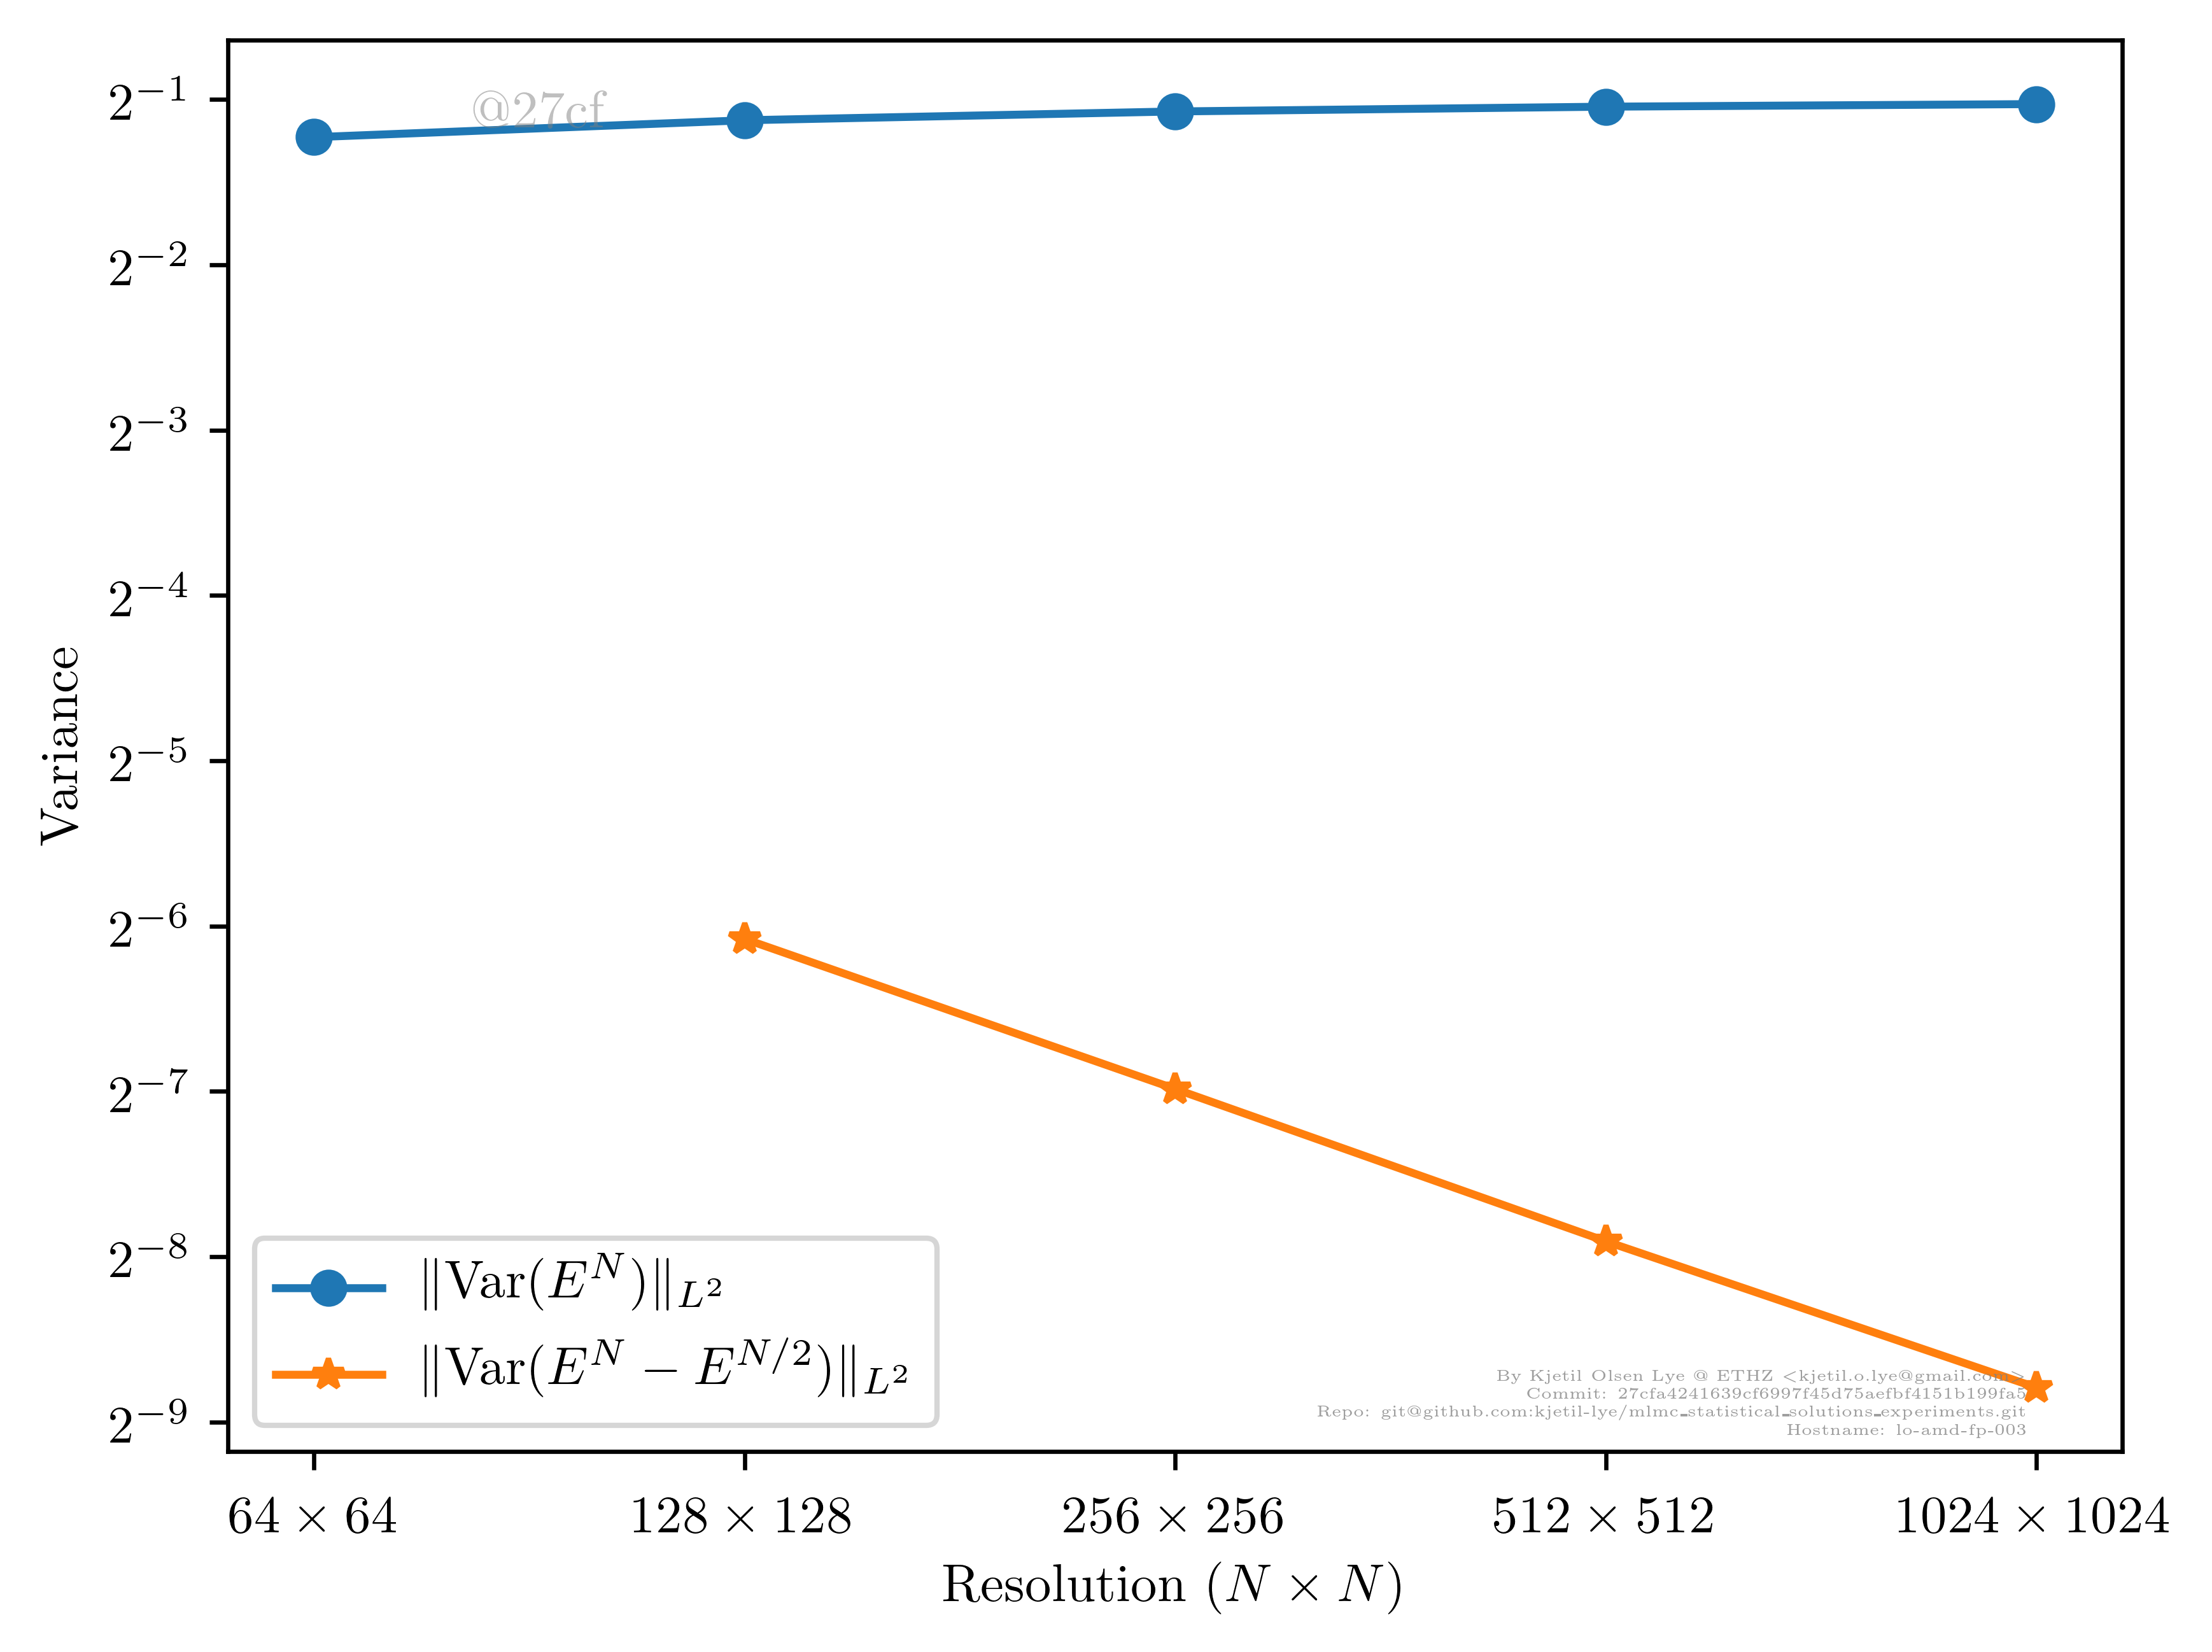 @27cf
2^{-1}
2^{-2}
2^{-3}
2^{-4}
2^{-5}
2^{-6}
2^{-7}
2^{-8}
2^{-9}
Variance
‖Var(E^N)‖_{L^2}
‖Var(E^N − E^{N/2})‖_{L^2}
By Kjetil Olsen Lye @ ETHZ <kjetil.o.lye@gmail.com>
Commit: 27cfa4241639cf6997f45d75aefbf4151b199fa5
Repo: git@github.com:kjetil-lye/mlmc_statistical_solutions_experiments.git
Hostname: lo-amd-fp-003
64 × 64 128 × 128 256 × 256 512 × 512 1024 × 1024
Resolution (N × N)